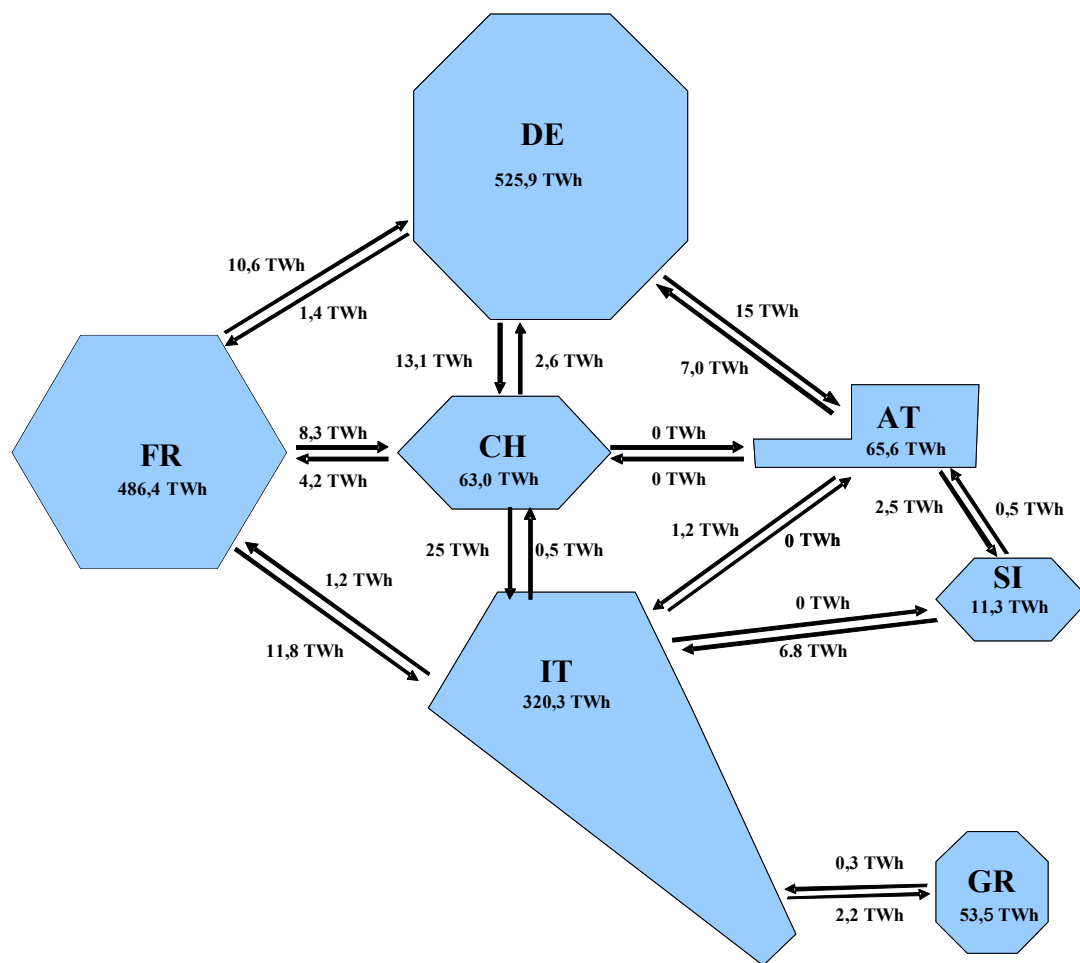 DE
525,9 TWh
10,6 TWh
1,4 TWh
15 TWh
13,1 TWh
2,6 TWh
7,0 TWh
AT
65,6 TWh
8,3 TWh
CH
0 TWh
FR
486,4 TWh
4,2 TWh
63,0 TWh
0 TWh
2,5 TWh
0,5 TWh
1,2 TWh
0 TWh
25 TWh
0,5 TWh
SI
11,3 TWh
1,2 TWh
0 TWh
11,8 TWh
6.8 TWh
IT
320,3 TWh
0,3 TWh
GR
2,2 TWh
53,5 TWh